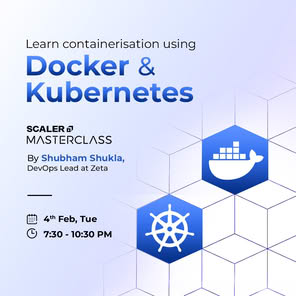 Learn containerisation using
Docker &
Kubernetes
SCALER
MASTERCLASS
By Shubham Shukla,
DevOps Lead at Zeta
4th Feb, Tue
7:30 - 10:30 PM